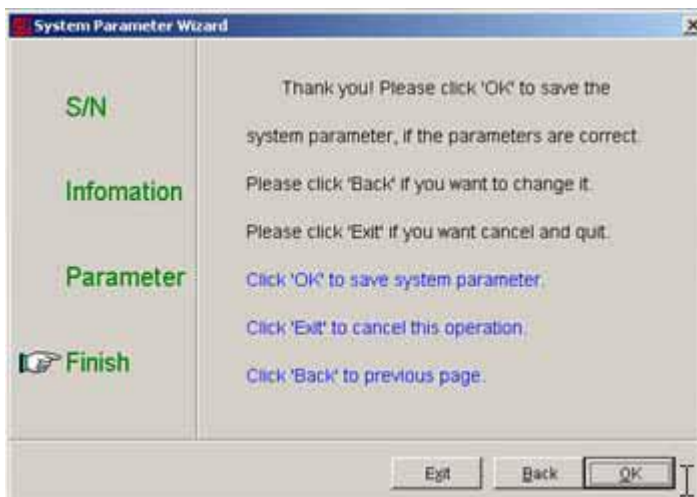 System Parameter Wizard
S/N
Infomation
Parameter
Finish
Thank you! Please click 'OK' to save the
system parameter, if the parameters are correct.
Please click 'Back' if you want to change it.
Please click 'Exit' if you want cancel and quit.
Click 'OK' to save system parameter.
Click 'Exit' to cancel this operation.
Click 'Back' to previous page.
Exit
Back
OK